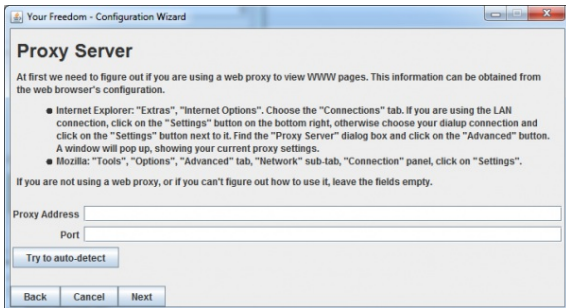 Your Freedom - Configuration Wizard
Proxy Server
At first we need to figure out if you are using a web proxy to view WWW pages. This information can be obtained from
the web browser's configuration.
Internet Explorer: "Extras", "Internet Options". Choose the "Connections" tab. If you are using the LAN
connection, click on the "Settings" button on the bottom right, otherwise choose your dialup connection and
click on the "Settings" button next to it. Find the "Proxy Server" dialog box and click on the "Advanced" button.
A window will pop up, showing your current proxy settings.
Mozilla: "Tools", "Options", "Advanced" tab, "Network" sub-tab, "Connection" panel, click on "Settings".
If you are not using a web proxy, or if you can't figure out how to use it, leave the fields empty.
Proxy Address
Port
Try to auto-detect
Back Cancel Next